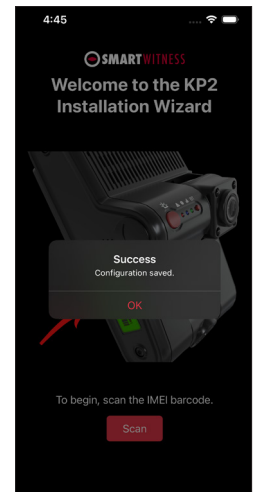 4:45
SMARTWITNESS
Welcome to the KP2
Installation Wizard
Success
Configuration saved.
OK
To begin, scan the IMEI barcode.
Scan